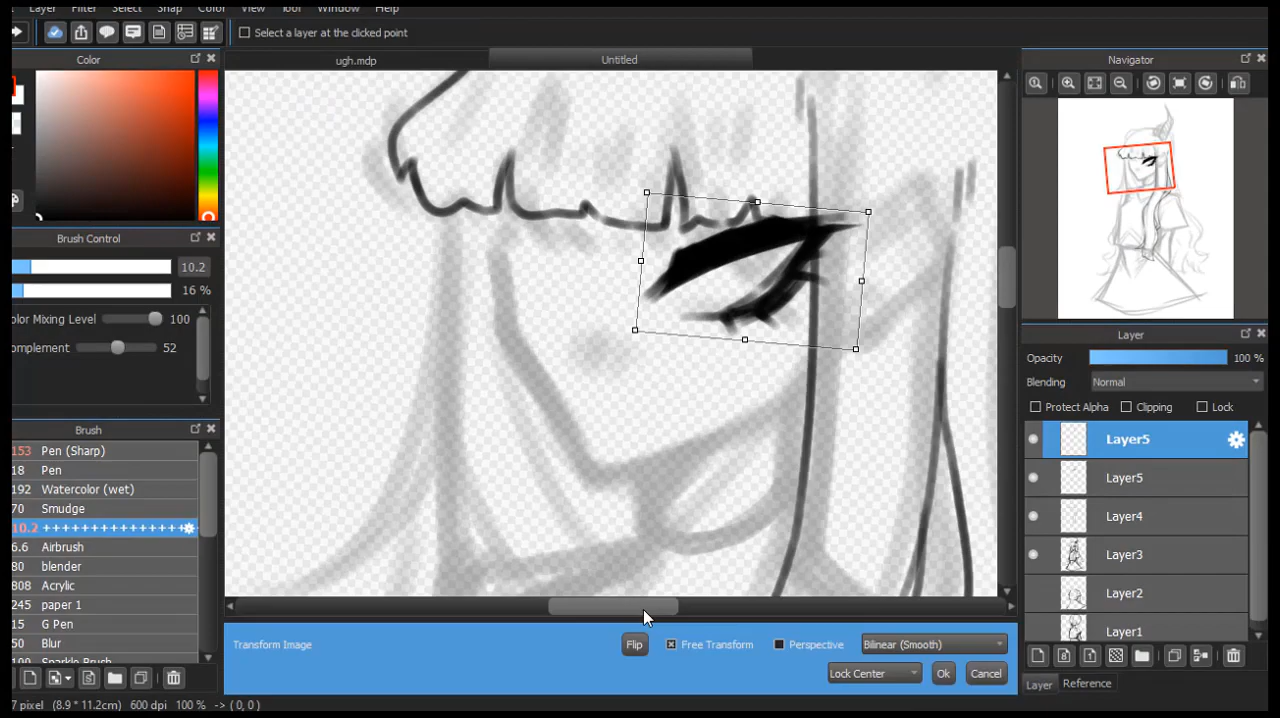 Layer Filter Select Snap Color View Tool Window Help
Select a layer at the clicked point
Color
ugh.mdp
Untitled
Navigator
Brush Control
10.2
16 %
olor Mixing Level 100
omplement 52
Brush
153 Pen (Sharp)
18 Pen
192 Watercolor (wet)
70 Smudge
10.2 +++++++++++++++
6.6 Airbrush
80 blender
808 Acrylic
245 paper 1
15 G Pen
50 Blur
100 Sparkle Brush
Layer
Opacity 100 %
Blending Normal
Protect Alpha Clipping Lock
Layer5
Layer5
Layer4
Layer3
Layer2
Layer1
Layer Reference
Transform Image Flip Free Transform Perspective Bilinear (Smooth)
Lock Center Ok Cancel
7 pixel (8.9 * 11.2cm) 600 dpi 100 % -> ( 0, 0 )